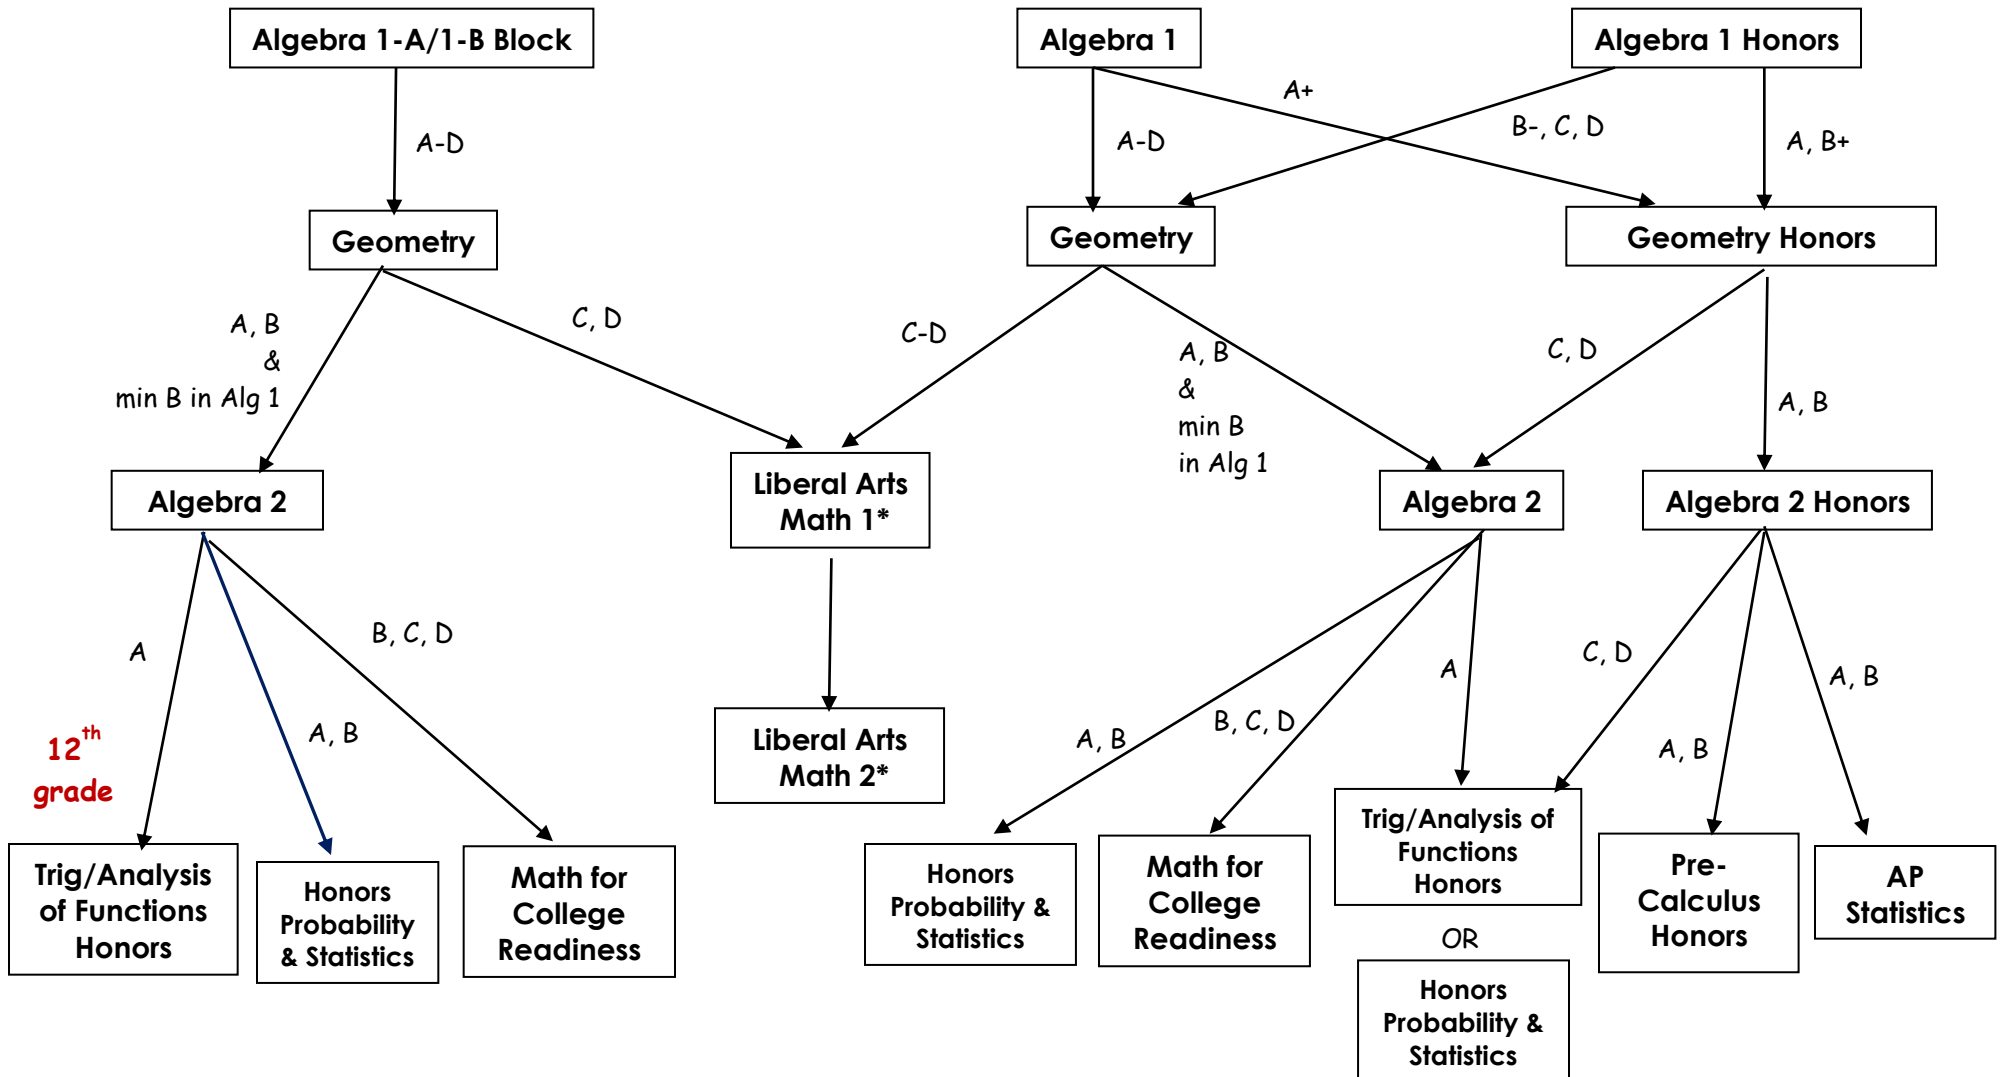 Algebra 1-A/1-B Block
Algebra 1
Algebra 1 Honors
A+
B-, C, D
A-D
A-D
A, B+
Geometry
Geometry
Geometry Honors
A, B
&
min B in Alg 1
C, D
C-D
A, B
&
min B
in Alg 1
C, D
A, B
Algebra 2
Liberal Arts
Math 1*
Algebra 2
Algebra 2 Honors
A
B, C, D
A, B
12th
grade
Liberal Arts
Math 2*
A, B
B, C, D
A
C, D
A, B
A, B
Trig/Analysis
of Functions
Honors
Honors
Probability
& Statistics
Math for
College
Readiness
Honors
Probability &
Statistics
Math for
College
Readiness
Trig/Analysis of
Functions
Honors
OR
Honors
Probability &
Statistics
Pre-
Calculus
Honors
AP
Statistics